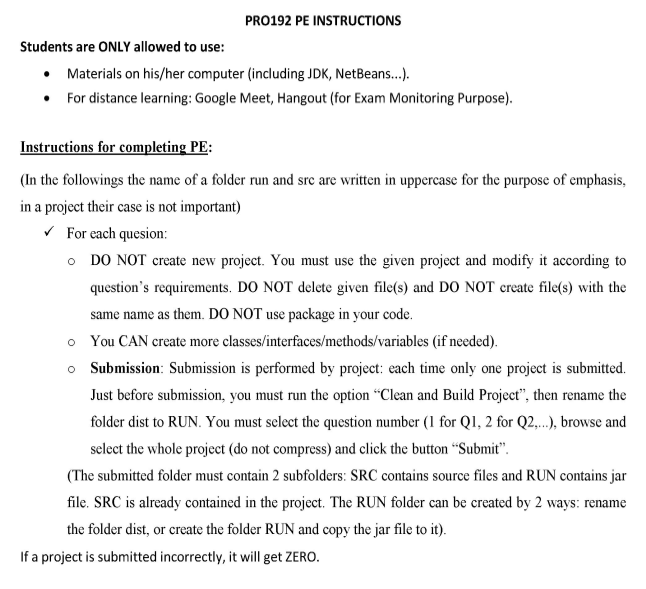 PRO192 PE INSTRUCTIONS
Students are ONLY allowed to use:
• Materials on his/her computer (including JDK, NetBeans...).
• For distance learning: Google Meet, Hangout (for Exam Monitoring Purpose).
Instructions for completing PE:
(In the followings the name of a folder run and src are written in uppercase for the purpose of emphasis,
in a project their case is not important)
✓ For each quesion:
o DO NOT create new project. You must use the given project and modify it according to
question's requirements. DO NOT delete given file(s) and DO NOT create file(s) with the
same name as them. DO NOT use package in your code.
o You CAN create more classes/interfaces/methods/variables (if needed).
o Submission: Submission is performed by project: each time only one project is submitted.
Just before submission, you must run the option “Clean and Build Project”, then rename the
folder dist to RUN. You must select the question number (1 for Q1, 2 for Q2,...), browse and
select the whole project (do not compress) and click the button “Submit”.
(The submitted folder must contain 2 subfolders: SRC contains source files and RUN contains jar
file. SRC is already contained in the project. The RUN folder can be created by 2 ways: rename
the folder dist, or create the folder RUN and copy the jar file to it).
If a project is submitted incorrectly, it will get ZERO.